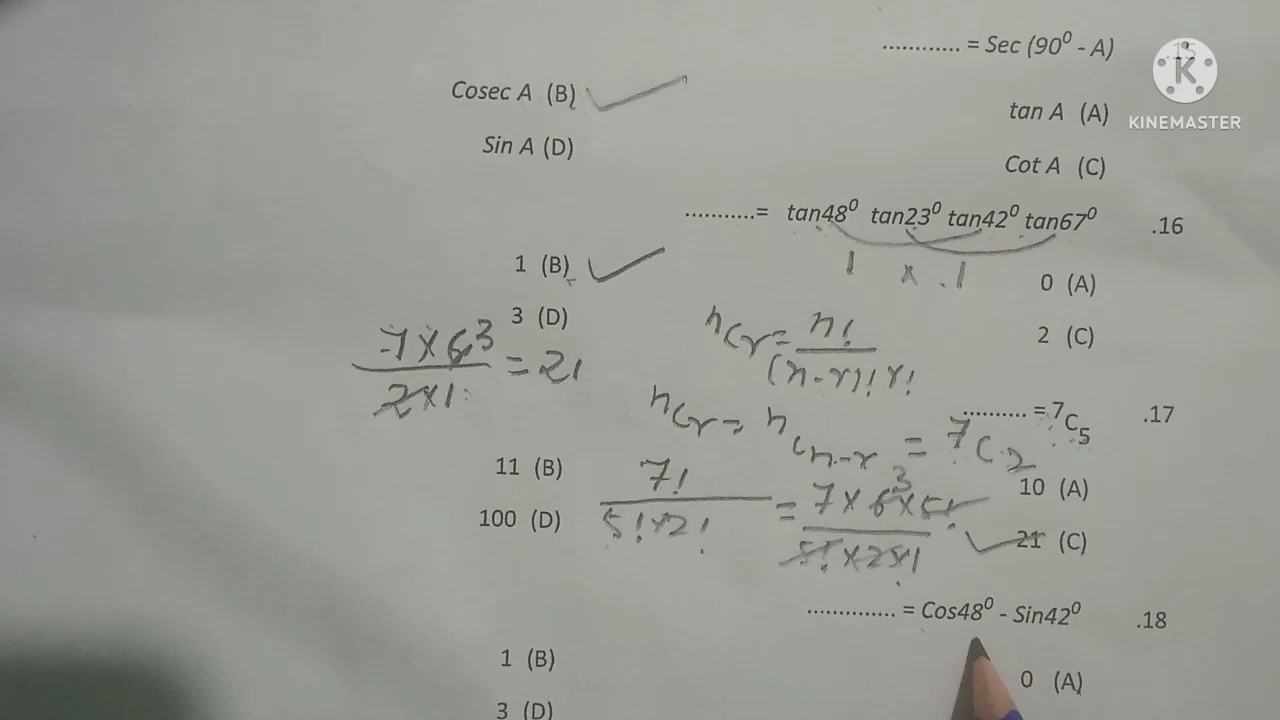 ............ = Sec (90⁰ - A) .15
Cosec A (B)
tan A (A)
Sin A (D)
Cot A (C)
...........= tan48⁰ tan23⁰ tan42⁰ tan67⁰ .16
1 × 1
1 (B)
0 (A)
3 (D)
2 (C)
7×6³/2×1 = 21
nCr = n!/(n-r)! r!
.......... = 7C5 .17
nCr = nCn-r = 7C2
11 (B)
10 (A)
7!/5!×2! = 7×6³×5!/5!×2×1
100 (D)
21 (C)
.............. = Cos48⁰ - Sin42⁰ .18
1 (B)
0 (A)
3 (D)
KINEMASTER